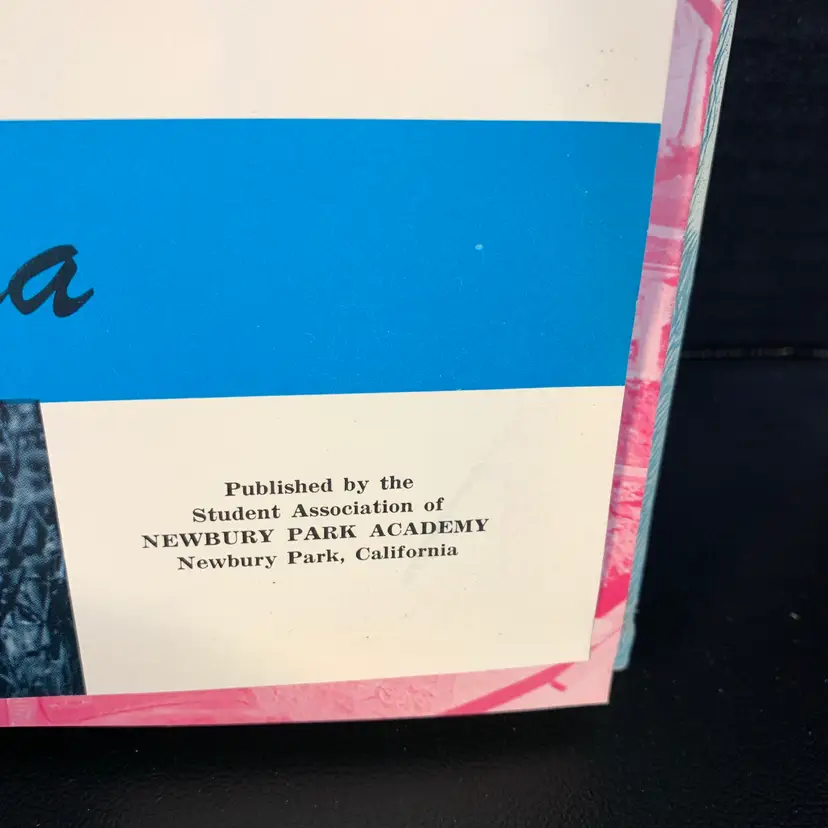 a
Published by the
Student Association of
NEWBURY PARK ACADEMY
Newbury Park, California